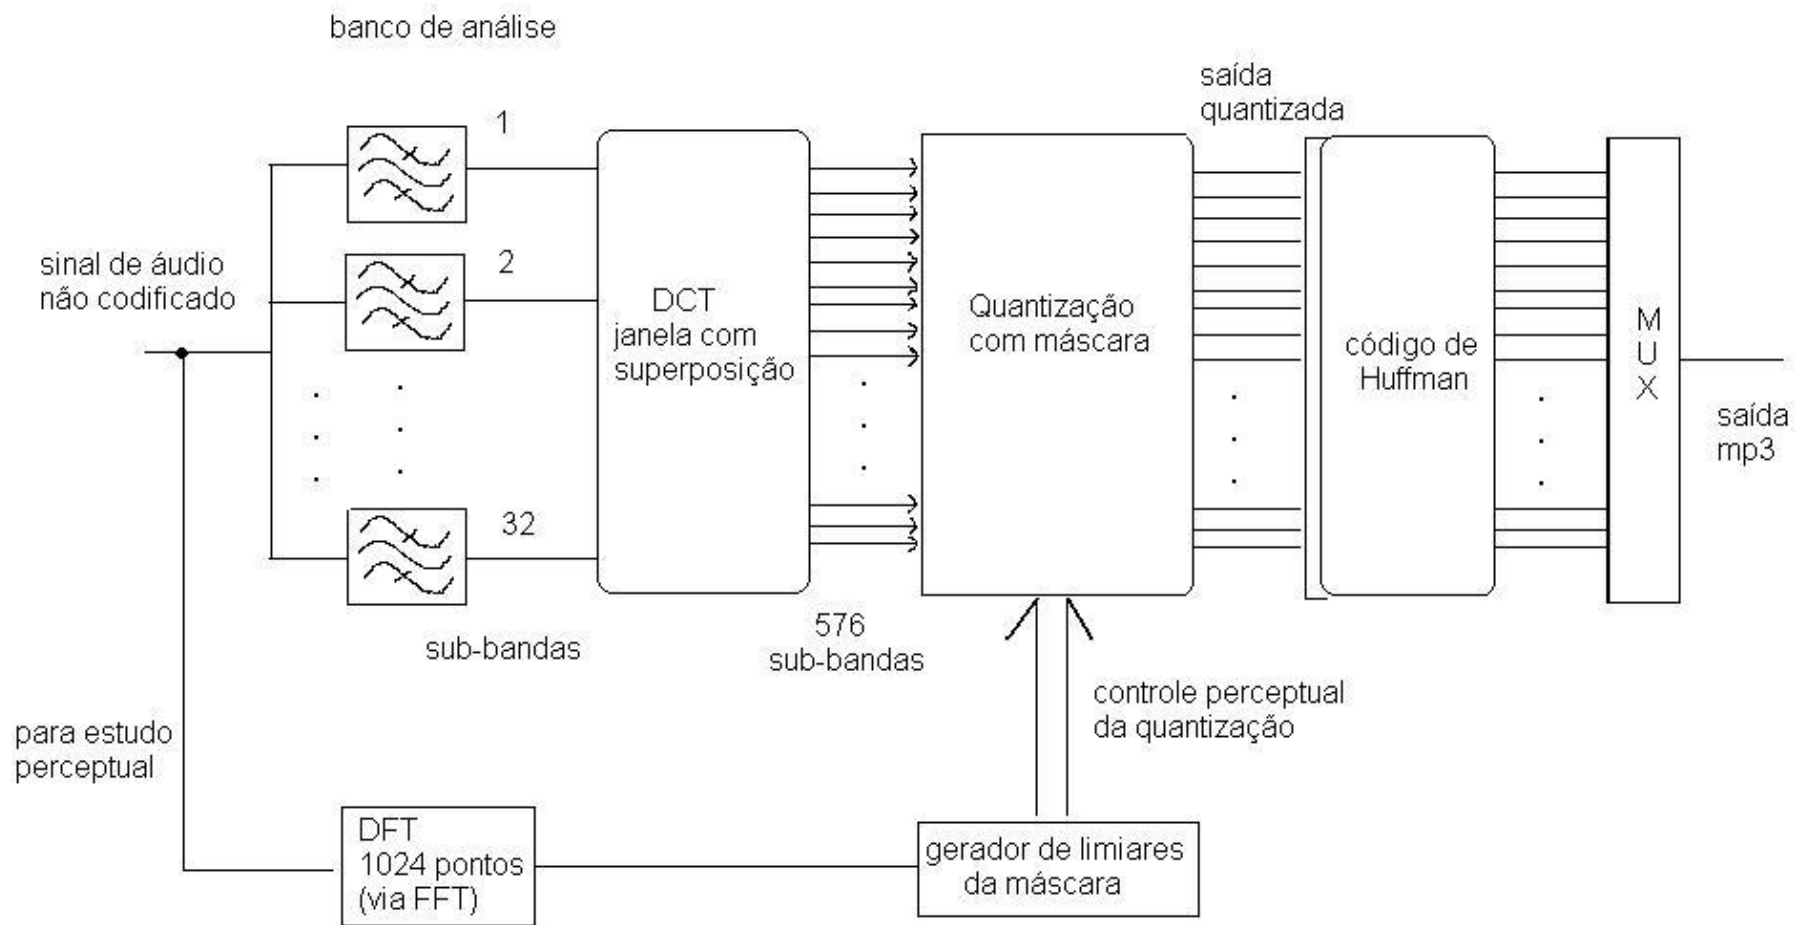 banco de análise
saída
quantizada
1
2
32
sinal de áudio
não codificado
DCT
janela com
superposição
Quantização
com máscara
código de
Huffman
M
U
X
saída
mp3
sub-bandas
576
sub-bandas
controle perceptual
da quantização
para estudo
perceptual
DFT
1024 pontos
(via FFT)
gerador de limiares
da máscara